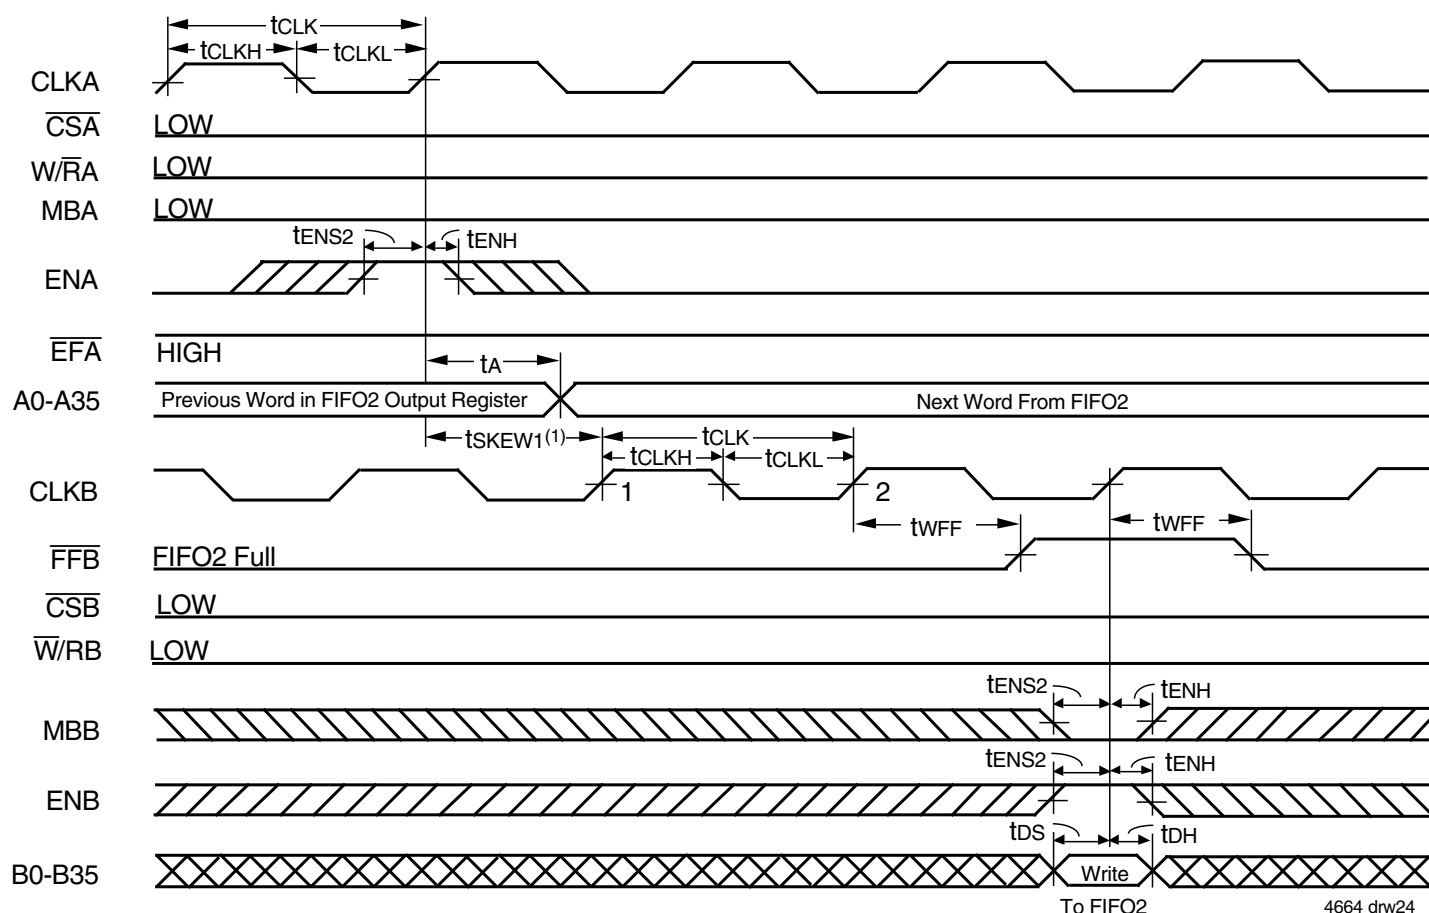 tCLK
tCLKH tCLKL
CLKA
CSA LOW
W/RA LOW
MBA LOW
tENS2 tENH
ENA
EFA HIGH
tA
A0-A35 Previous Word in FIFO2 Output Register Next Word From FIFO2
tSKEW1(1) tCLK
tCLKH tCLKL
CLKB 1 2
tWFF tWFF
FFB FIFO2 Full
CSB LOW
W/RB LOW
tENS2 tENH
MBB
tENS2 tENH
ENB
tDS tDH
B0-B35 Write
To FIFO2 4664 drw24